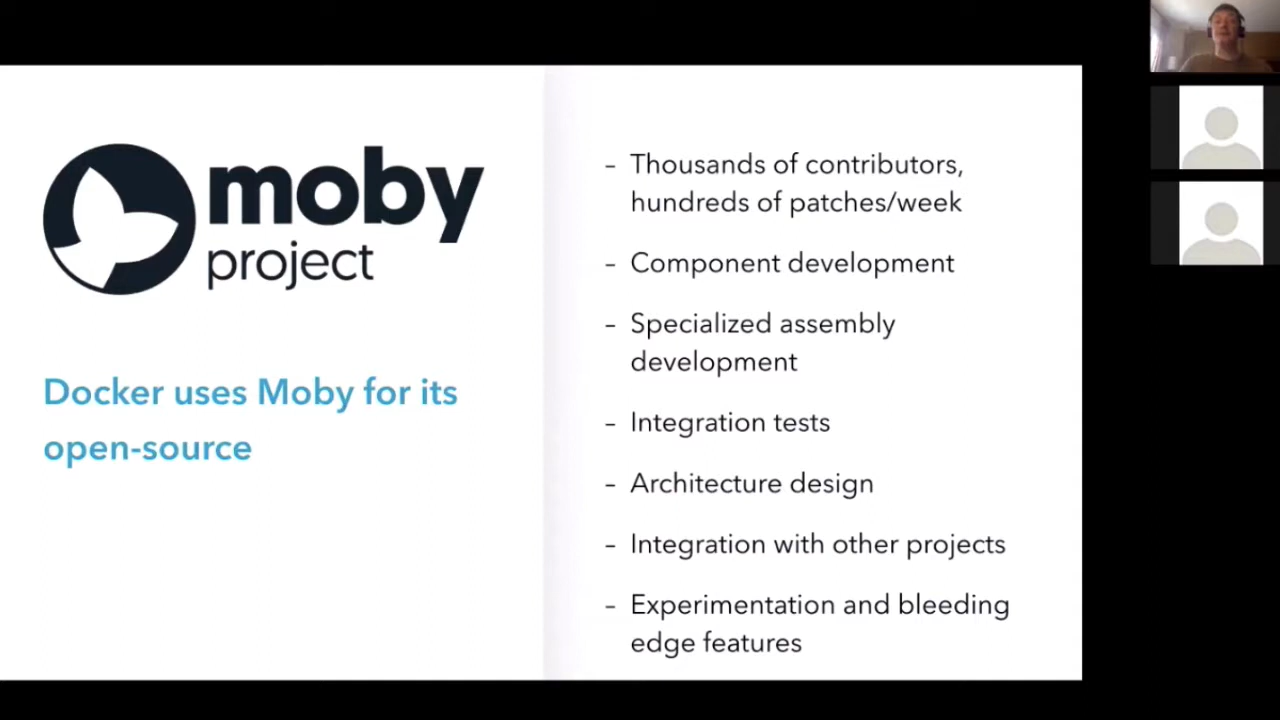 moby
project
Docker uses Moby for its
open-source
– Thousands of contributors,
hundreds of patches/week
– Component development
– Specialized assembly
development
– Integration tests
– Architecture design
– Integration with other projects
– Experimentation and bleeding
edge features